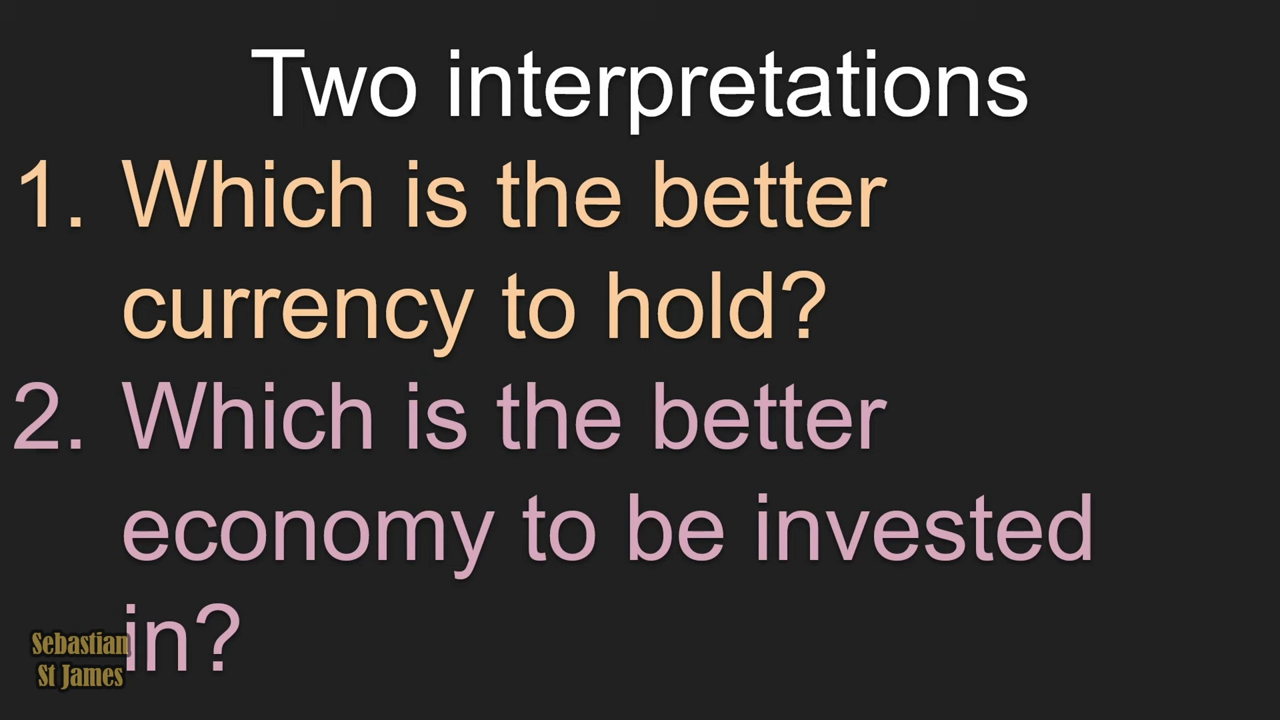 Two interpretations
1. Which is the better
currency to hold?
2. Which is the better
economy to be invested
in?
Sebastian
St James